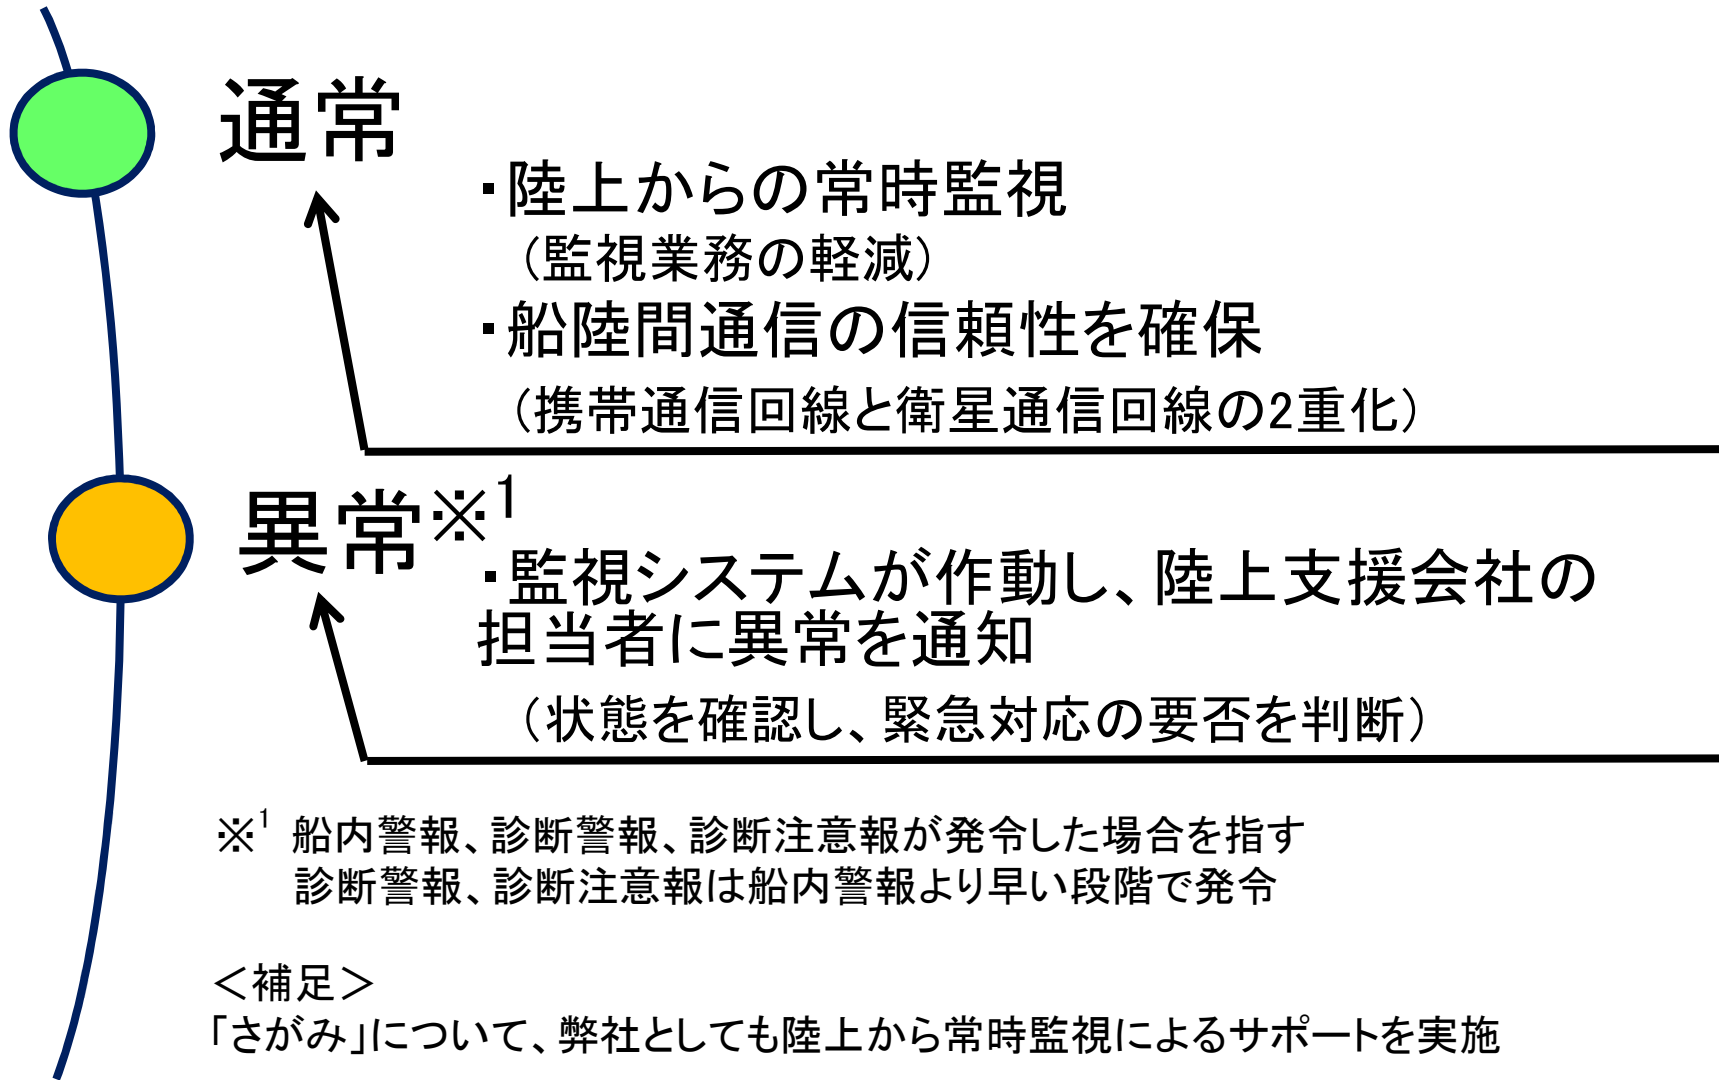 通常
・陸上からの常時監視
（監視業務の軽減）
・船陸間通信の信頼性を確保
（携帯通信回線と衛星通信回線の2重化）
異常※1
・監視システムが作動し、陸上支援会社の
担当者に異常を通知
（状態を確認し、緊急対応の要否を判断）
※1 船内警報、診断警報、診断注意報が発令した場合を指す
診断警報、診断注意報は船内警報より早い段階で発令
＜補足＞
「さがみ」について、弊社としても陸上から常時監視によるサポートを実施